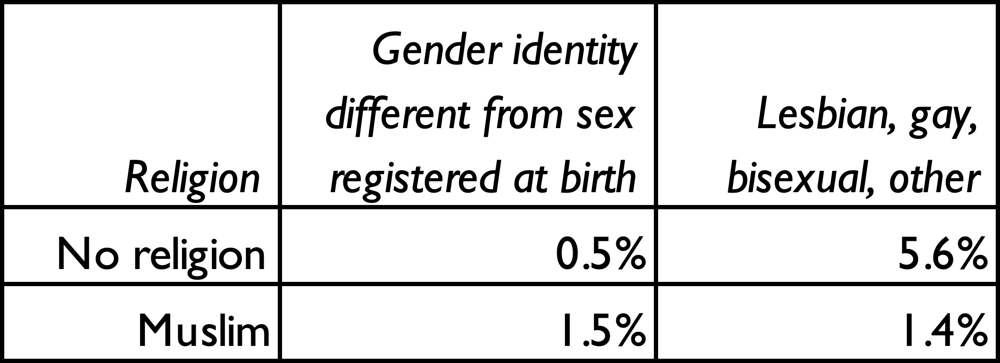 Religion
Gender identity
different from sex
registered at birth
Lesbian, gay,
bisexual, other
No religion 0.5% 5.6%
Muslim 1.5% 1.4%